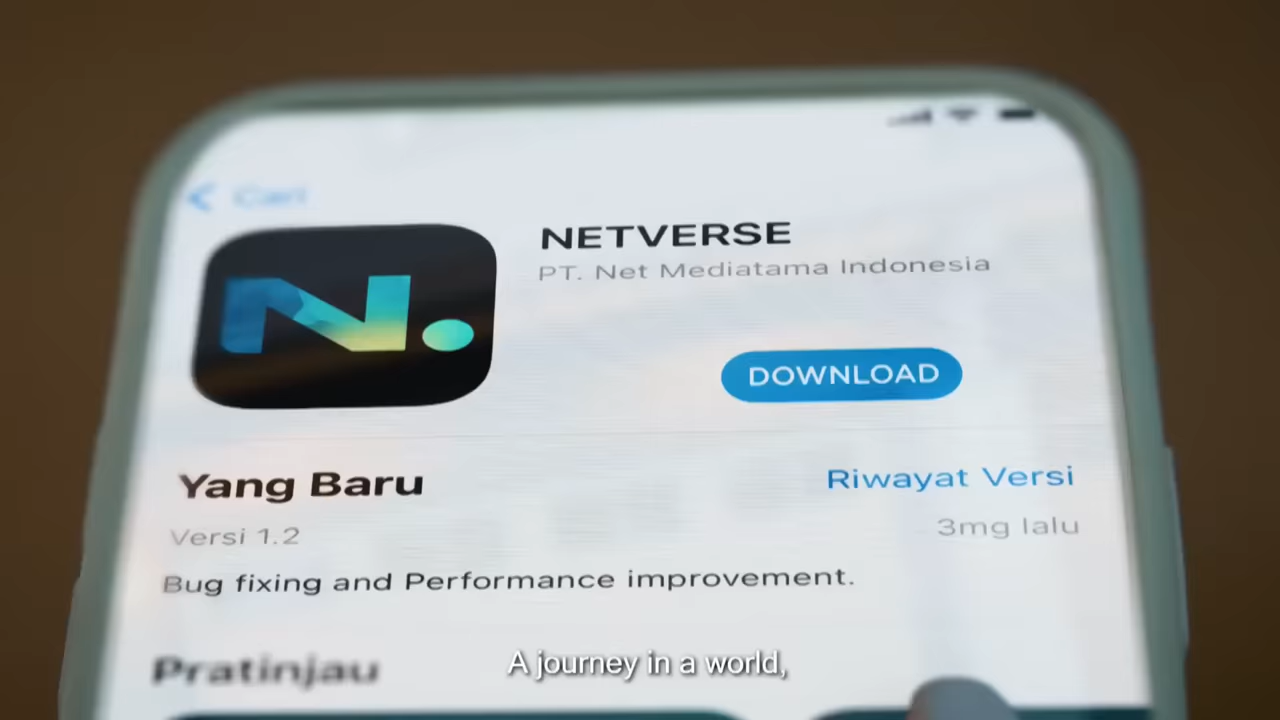 Cari
NETVERSE
PT. Net Mediatama Indonesia
N.
DOWNLOAD
Yang Baru
Riwayat Versi
Versi 1.2
3mg lalu
Bug fixing and Performance improvement.
Pratinjau
A journey in a world,